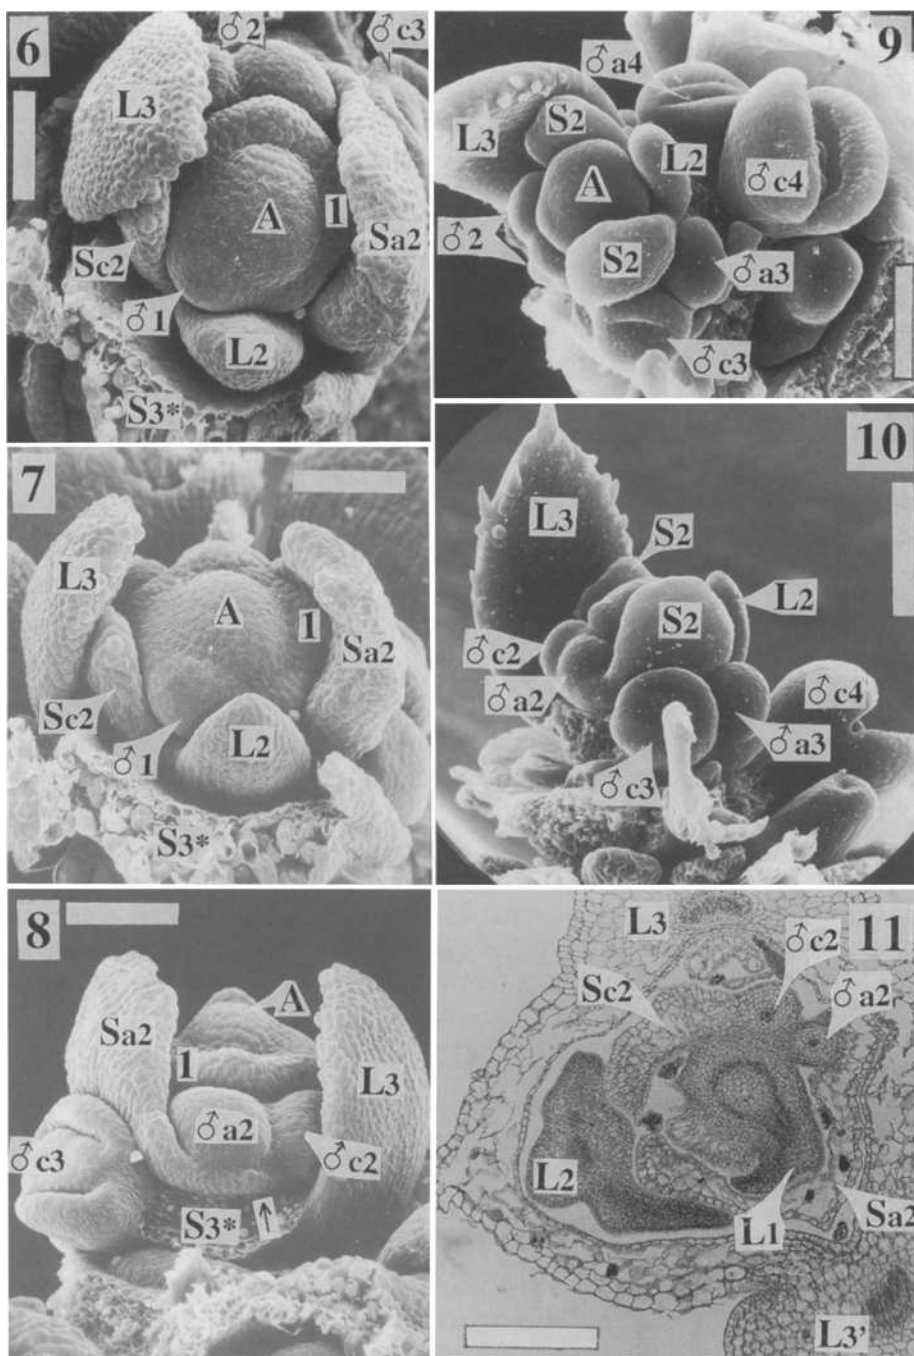 6
♂2
♂c3
L3
A
1
Sa2
Sc2
♂1
L2
S3*
7
L3
A
1
Sa2
Sc2
♂1
L2
S3*
8
A
Sa2
1
L3
♂a2
♂c3
♂c2
S3*
9
♂a4
S2
L3
L2
A
♂c4
♂2
S2
♂a3
♂c3
10
L3
S2
L2
S2
♂c2
♂c4
♂a2
♂a3
♂c3
11
L3
♂c2
Sc2
♂a2
L2
L1
Sa2
L3'